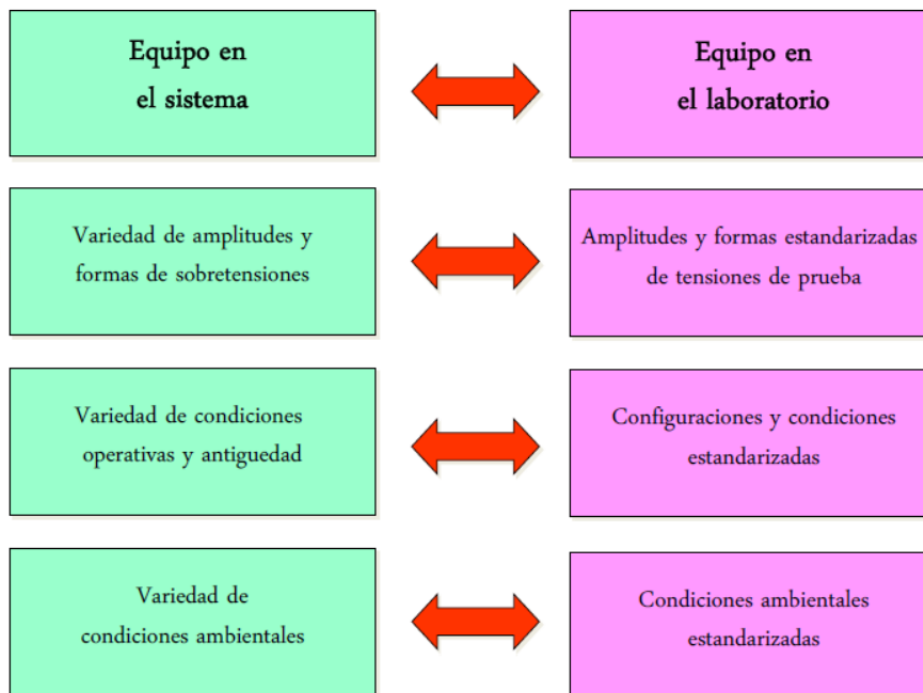 Equipo en
el sistema
Equipo en
el laboratorio
Variedad de amplitudes y
formas de sobretensiones
Amplitudes y formas estandarizadas
de tensiones de prueba
Variedad de condiciones
operativas y antiguedad
Configuraciones y condiciones
estandarizadas
Variedad de
condiciones ambientales
Condiciones ambientales
estandarizadas